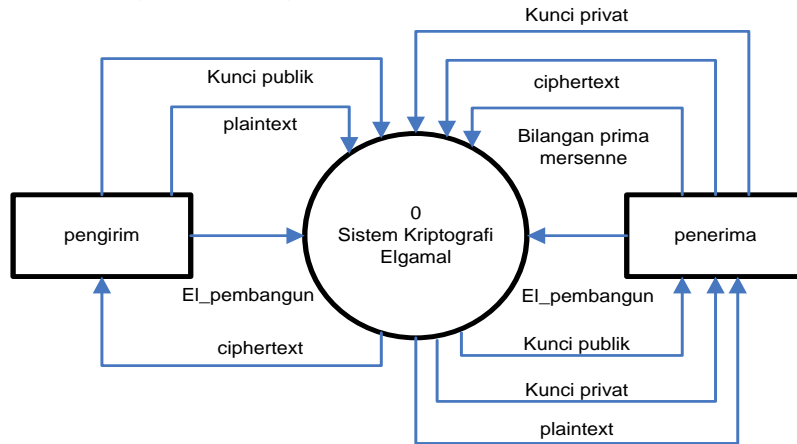 Kunci privat
Kunci publik
ciphertext
plaintext
Bilangan prima
mersenne
0
Sistem Kriptografi
Elgamal
pengirim
penerima
El_pembangun
El_pembangun
ciphertext
Kunci publik
Kunci privat
plaintext